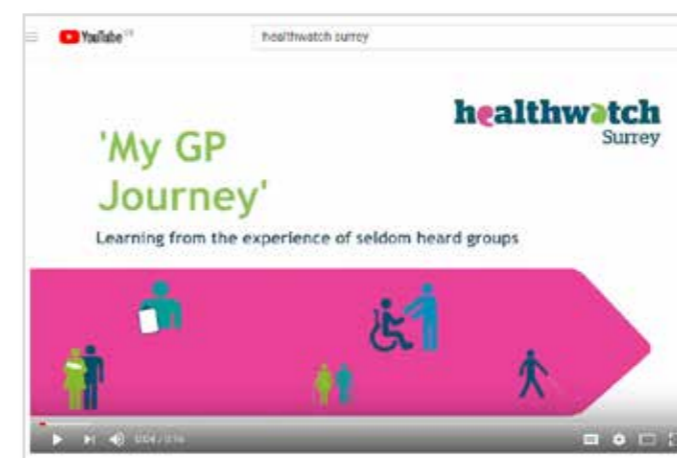 YouTube
healthwatch surrey
healthwatch
Surrey
'My GP
Journey'
Learning from the experience of seldom heard groups